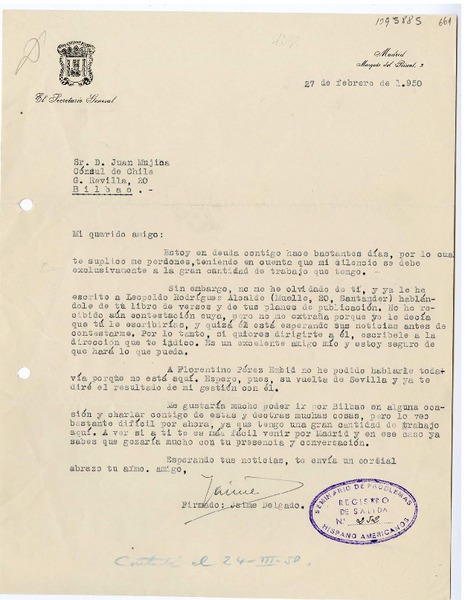 1293885 661
El Secretario General
Madrid
Marqués del Riscal, 3
27 de febrero de 1.950
Sr. D. Juan Mujica
Cónsul de Chile
G. Revilla, 20
Bilbao. -
Mi querido amigo:
Estoy en deuda contigo hace bastantes días, por lo cual
te suplico me perdones, teniendo en cuenta que mi silencio se debe
exclusivamente a la gran cantidad de trabajo que tengo.
Sin embargo, no me he olvidado de ti, y ya le he
escrito a Leopoldo Rodríguez Alcalde (Muelle, 20, Santander) hablán-
dole de tu libro de versos y de tus planes de publicación. No he re-
cibido aún contestación suya, pero no me extraña porque yo le decía
que tú le escribirías, y quizá él está esperando sus noticias antes de
contestarme. Por lo tanto, si quieres dirigirte a él, escríbele a la
dirección que te indico. Es un excelente amigo mío y estoy seguro de
que hará lo que pueda.
A Florentino Pérez Embid no he podido hablarle toda-
vía porque no está aquí. Espero, pues, su vuelta de Sevilla y ya te
diré el resultado de mi gestión con él.
Me gustaría mucho poder ir por Bilbao en alguna oca-
sión y charlar contigo de estas y deotras muchas cosas, pero lo veo
bastante difícil por ahora, ya que tengo una gran cantidad de trabajo
aquí. A ver si a ti te es más fácil venir por Madrid y en ese caso ya
sabes que gozaría mucho con tu presencia y conversación.
Esperando tus noticias, te envía un cordial
abrazo tu afmo. amigo,
Jaime
Firmado: Jaime Delgado.
SEMINARIO DE PROBLEMAS
REGISTRO
DE SALIDA
N.º 252
HISPANO AMERICANOS
Contesté el 24-III-50.